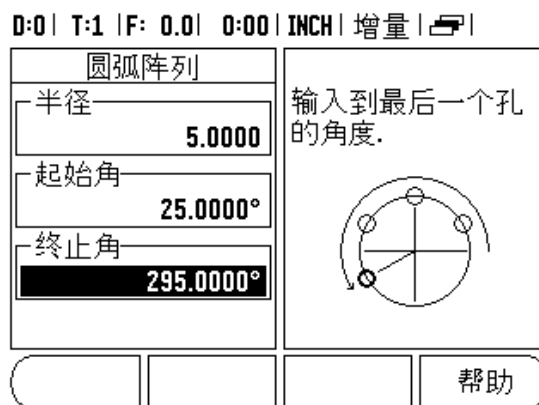 D:0 | T:1 | F: 0.0 | 0:00 | INCH | 增量 |
圆弧阵列
半径
5.0000
起始角
25.0000°
终止角
295.0000°
输入到最后一个孔
的角度.
帮助